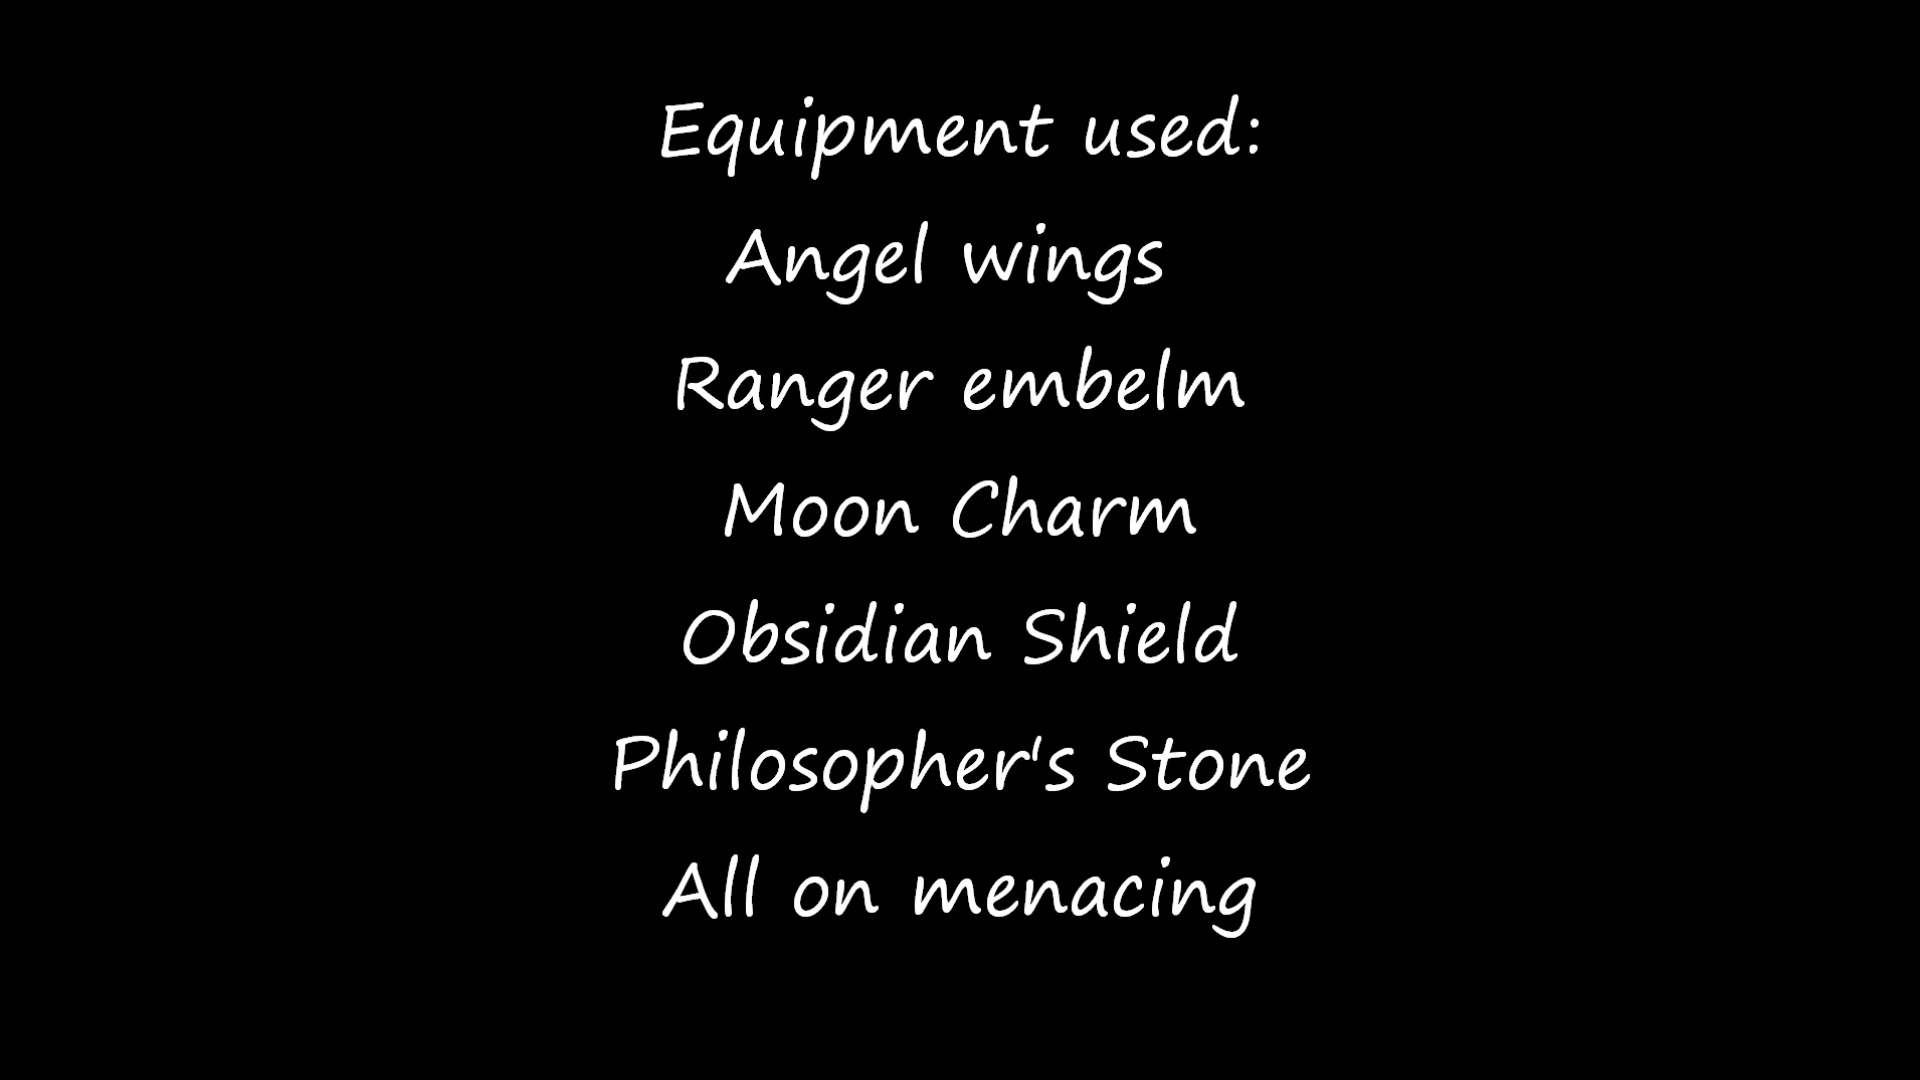 Equipment used:
Angel wings
Ranger embelm
Moon Charm
Obsidian Shield
Philosopher's Stone
All on menacing